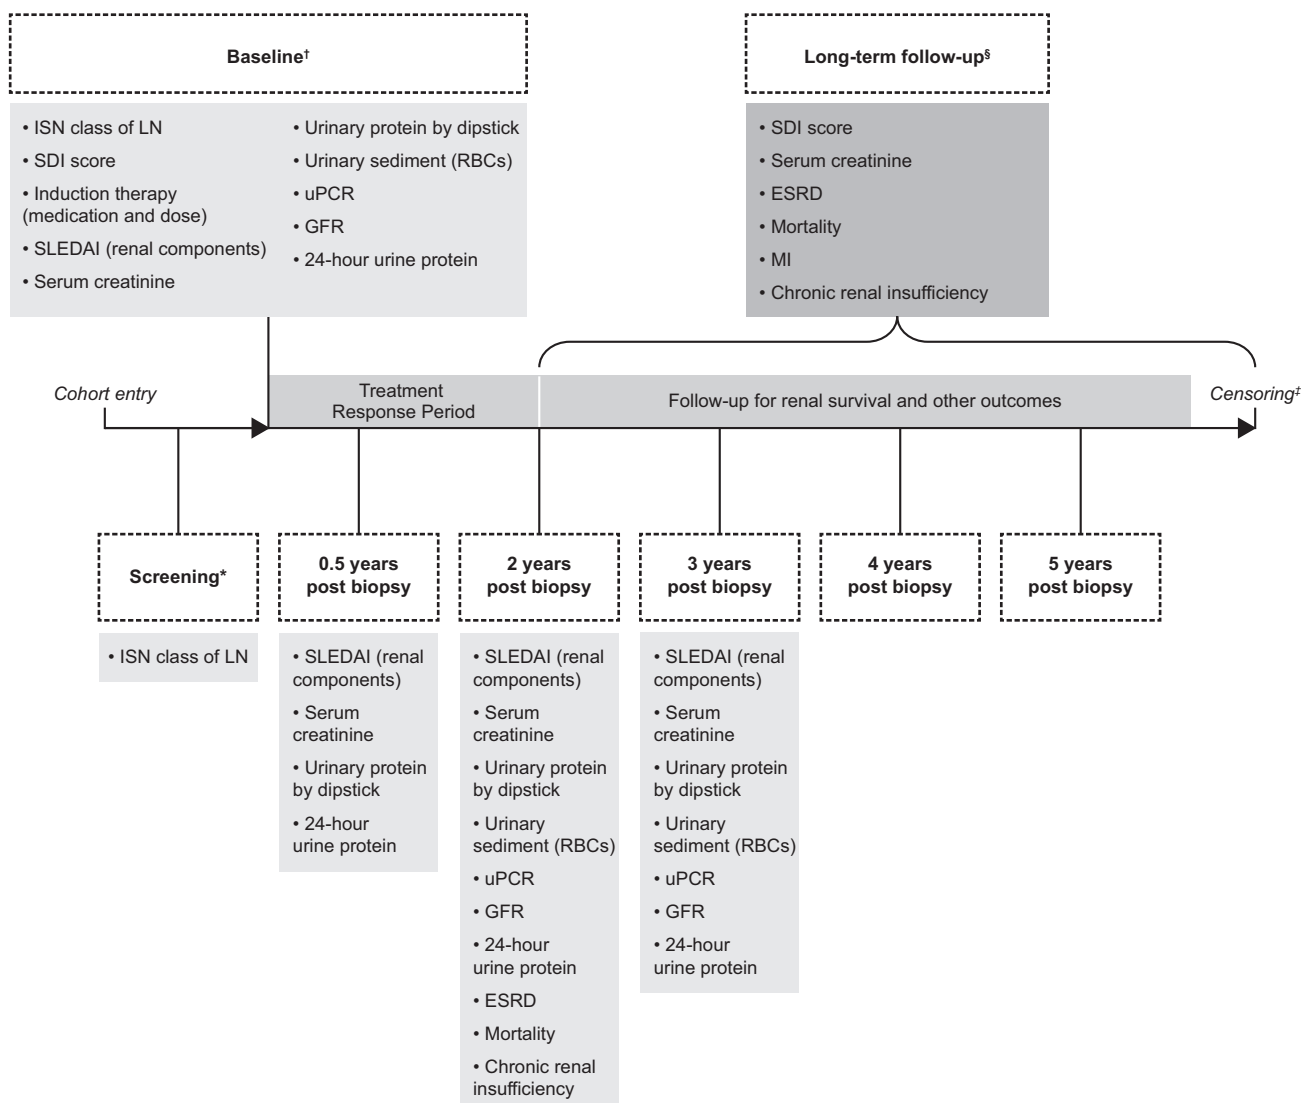 Baseline†
• ISN class of LN
• SDI score
• Induction therapy
(medication and dose)
• SLEDAI (renal components)
• Serum creatinine
• Urinary protein by dipstick
• Urinary sediment (RBCs)
• uPCR
• GFR
• 24-hour urine protein
Long-term follow-up§
• SDI score
• Serum creatinine
• ESRD
• Mortality
• MI
• Chronic renal insufficiency
Cohort entry
Treatment
Response Period
Follow-up for renal survival and other outcomes
Censoring‡
Screening*
• ISN class of LN
0.5 years
post biopsy
• SLEDAI (renal
components)
• Serum
creatinine
• Urinary protein
by dipstick
• 24-hour
urine protein
2 years
post biopsy
• SLEDAI (renal
components)
• Serum
creatinine
• Urinary protein
by dipstick
• Urinary
sediment (RBCs)
• uPCR
• GFR
• 24-hour
urine protein
• ESRD
• Mortality
• Chronic renal
insufficiency
3 years
post biopsy
• SLEDAI (renal
components)
• Serum
creatinine
• Urinary protein
by dipstick
• Urinary
sediment (RBCs)
• uPCR
• GFR
• 24-hour
urine protein
4 years
post biopsy
5 years
post biopsy